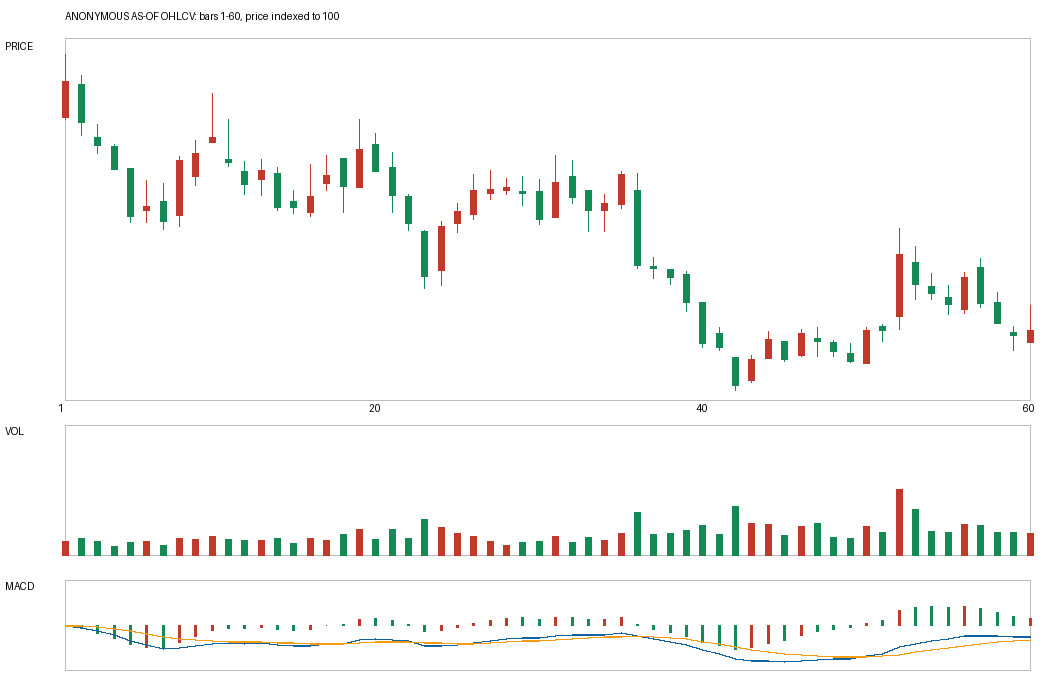 ANONYMOUS AS-OF OHLCV: bars 1-60, price indexed to 100
PRICE
1 20 40 60
VOL
MACD